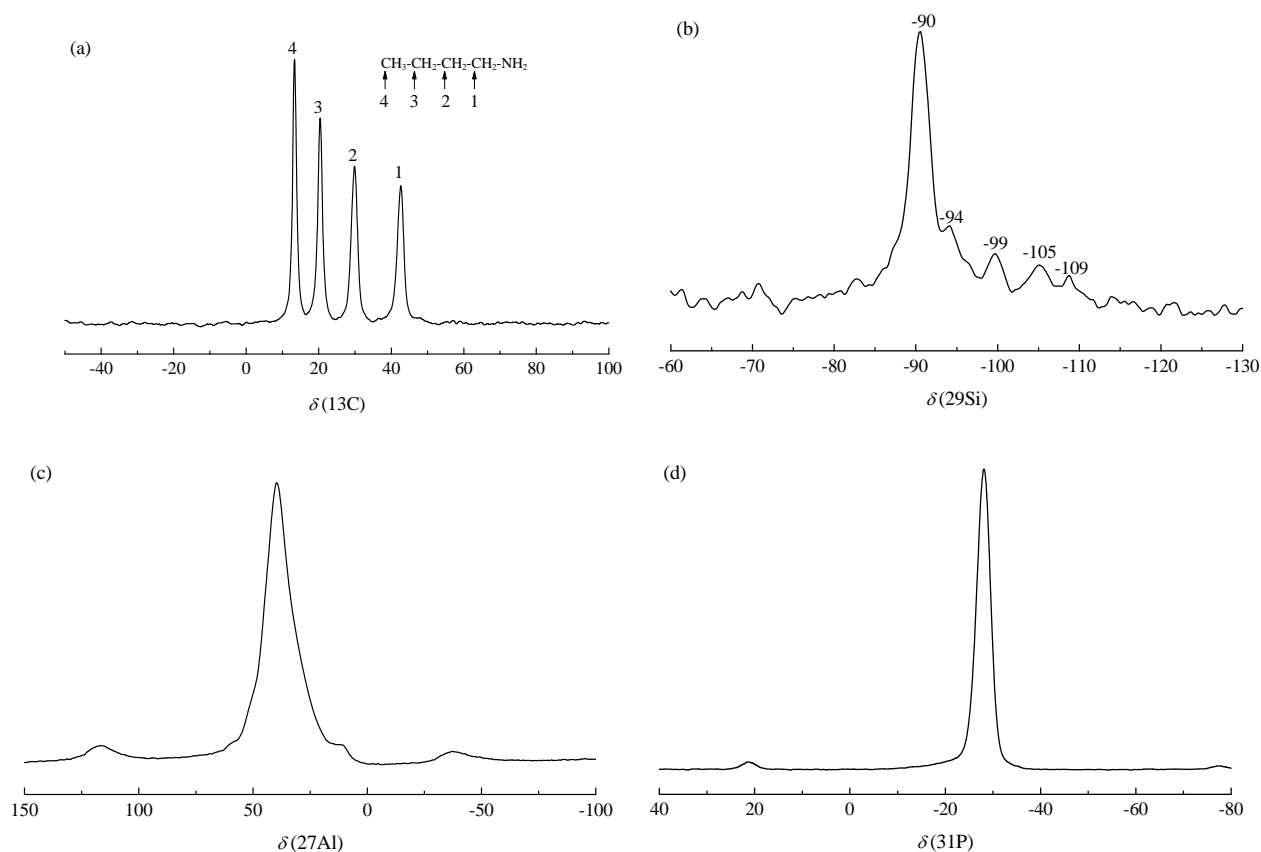 (a)
4
3
2
1
CH₃-CH₂-CH₂-CH₂-NH₂
4 3 2 1
-40 -20 0 20 40 60 80 100
δ(13C)
(b)
-90
-94
-99
-105
-109
-60 -70 -80 -90 -100 -110 -120 -130
δ(29Si)
(c)
150 100 50 0 -50 -100
δ(27Al)
(d)
40 20 0 -20 -40 -60 -80
δ(31P)